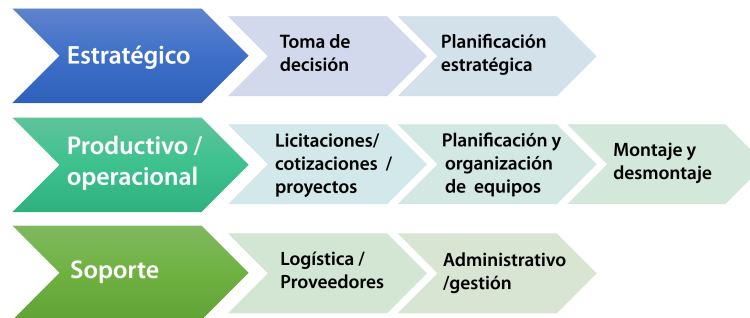 Estratégico
Toma de
decisión
Planificación
estratégica
Productivo /
operacional
Licitaciones/
cotizaciones /
proyectos
Planificación y
organización
de equipos
Montaje y
desmontaje
Soporte
Logística /
Proveedores
Administrativo
/gestión